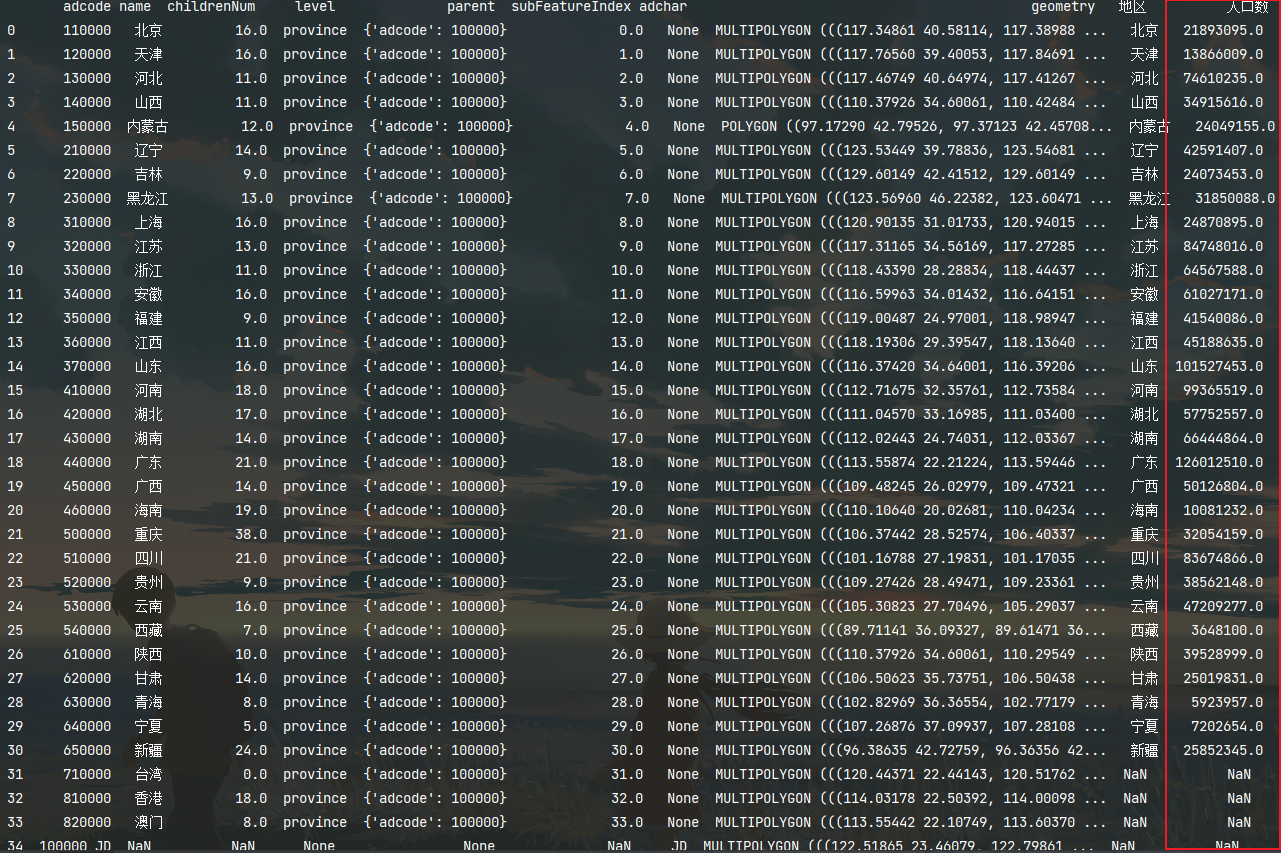 adcode name childrenNum level parent subFeatureIndex adchar geometry 地区 人口数
0 110000 北京 16.0 province {'adcode': 100000} 0.0 None MULTIPOLYGON (((117.34861 40.58114, 117.38988 ... 北京 21893095.0
1 120000 天津 16.0 province {'adcode': 100000} 1.0 None MULTIPOLYGON (((117.76560 39.40053, 117.84691 ... 天津 13866009.0
2 130000 河北 11.0 province {'adcode': 100000} 2.0 None MULTIPOLYGON (((117.46749 40.64974, 117.41267 ... 河北 74610235.0
3 140000 山西 11.0 province {'adcode': 100000} 3.0 None MULTIPOLYGON (((110.37926 34.60061, 110.42484 ... 山西 34915616.0
4 150000 内蒙古 12.0 province {'adcode': 100000} 4.0 None POLYGON ((97.17290 42.79526, 97.37123 42.45708... 内蒙古 24049155.0
5 210000 辽宁 14.0 province {'adcode': 100000} 5.0 None MULTIPOLYGON (((123.53449 39.78836, 123.54681 ... 辽宁 42591407.0
6 220000 吉林 9.0 province {'adcode': 100000} 6.0 None MULTIPOLYGON (((129.60149 42.41512, 129.60149 ... 吉林 24073453.0
7 230000 黑龙江 13.0 province {'adcode': 100000} 7.0 None MULTIPOLYGON (((123.56960 46.22382, 123.60471 ... 黑龙江 31850088.0
8 310000 上海 16.0 province {'adcode': 100000} 8.0 None MULTIPOLYGON (((120.90135 31.01733, 120.94015 ... 上海 24870895.0
9 320000 江苏 13.0 province {'adcode': 100000} 9.0 None MULTIPOLYGON (((117.31165 34.56169, 117.27285 ... 江苏 84748016.0
10 330000 浙江 11.0 province {'adcode': 100000} 10.0 None MULTIPOLYGON (((118.43390 28.28834, 118.44437 ... 浙江 64567588.0
11 340000 安徽 16.0 province {'adcode': 100000} 11.0 None MULTIPOLYGON (((116.59963 34.01432, 116.64151 ... 安徽 61027171.0
12 350000 福建 9.0 province {'adcode': 100000} 12.0 None MULTIPOLYGON (((119.00487 24.97001, 118.98947 ... 福建 41540086.0
13 360000 江西 11.0 province {'adcode': 100000} 13.0 None MULTIPOLYGON (((118.19306 29.39547, 118.13640 ... 江西 45188635.0
14 370000 山东 16.0 province {'adcode': 100000} 14.0 None MULTIPOLYGON (((116.37420 34.64001, 116.39206 ... 山东 101527453.0
15 410000 河南 18.0 province {'adcode': 100000} 15.0 None MULTIPOLYGON (((112.71675 32.35761, 112.73584 ... 河南 99365519.0
16 420000 湖北 17.0 province {'adcode': 100000} 16.0 None MULTIPOLYGON (((111.04570 33.16985, 111.03400 ... 湖北 57752557.0
17 430000 湖南 14.0 province {'adcode': 100000} 17.0 None MULTIPOLYGON (((112.02443 24.74031, 112.03367 ... 湖南 66444864.0
18 440000 广东 21.0 province {'adcode': 100000} 18.0 None MULTIPOLYGON (((113.55874 22.21224, 113.59446 ... 广东 126012510.0
19 450000 广西 14.0 province {'adcode': 100000} 19.0 None MULTIPOLYGON (((109.48245 26.02979, 109.47321 ... 广西 50126804.0
20 460000 海南 19.0 province {'adcode': 100000} 20.0 None MULTIPOLYGON (((110.10640 20.02681, 110.04234 ... 海南 10081232.0
21 500000 重庆 38.0 province {'adcode': 100000} 21.0 None MULTIPOLYGON (((106.37442 28.52574, 106.40337 ... 重庆 32054159.0
22 510000 四川 21.0 province {'adcode': 100000} 22.0 None MULTIPOLYGON (((101.16788 27.19831, 101.17035 ... 四川 83674866.0
23 520000 贵州 9.0 province {'adcode': 100000} 23.0 None MULTIPOLYGON (((109.27426 28.49471, 109.23361 ... 贵州 38562148.0
24 530000 云南 16.0 province {'adcode': 100000} 24.0 None MULTIPOLYGON (((105.30823 27.70496, 105.29037 ... 云南 47209277.0
25 540000 西藏 7.0 province {'adcode': 100000} 25.0 None MULTIPOLYGON (((89.71141 36.09327, 89.61471 36... 西藏 3648100.0
26 610000 陕西 10.0 province {'adcode': 100000} 26.0 None MULTIPOLYGON (((110.37926 34.60061, 110.29549 ... 陕西 39528999.0
27 620000 甘肃 14.0 province {'adcode': 100000} 27.0 None MULTIPOLYGON (((106.50623 35.73751, 106.50438 ... 甘肃 25019831.0
28 630000 青海 8.0 province {'adcode': 100000} 28.0 None MULTIPOLYGON (((102.82969 36.36554, 102.77179 ... 青海 5923957.0
29 640000 宁夏 5.0 province {'adcode': 100000} 29.0 None MULTIPOLYGON (((107.26876 37.09937, 107.28108 ... 宁夏 7202654.0
30 650000 新疆 24.0 province {'adcode': 100000} 30.0 None MULTIPOLYGON (((96.38635 42.72759, 96.36356 42... 新疆 25852345.0
31 710000 台湾 0.0 province {'adcode': 100000} 31.0 None MULTIPOLYGON (((120.44371 22.44143, 120.51762 ... NaN NaN
32 810000 香港 18.0 province {'adcode': 100000} 32.0 None MULTIPOLYGON (((114.03178 22.50392, 114.00098 ... NaN NaN
33 820000 澳门 8.0 province {'adcode': 100000} 33.0 None MULTIPOLYGON (((113.55442 22.10749, 113.60370 ... NaN NaN
34 100000_JD NaN NaN None None NaN JD MULTIPOLYGON (((122.51865 23.46079, 122.79861 ... NaN NaN